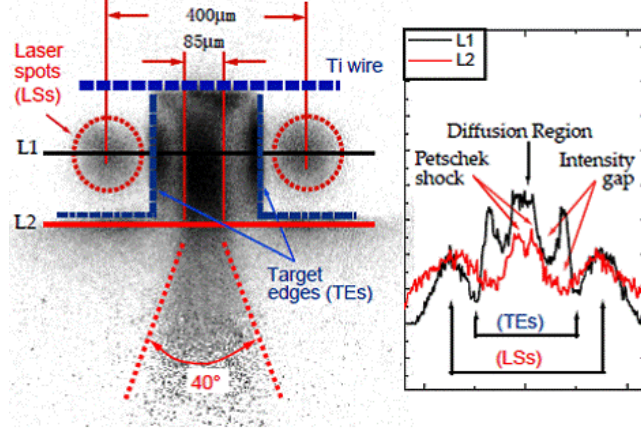 400µm
85µm
Laser
spots
(LSs)
Ti wire
L1
L2
Target
edges (TEs)
40°
L1
L2
Diffusion Region
Petschek
shock
Intensity
gap
(TEs)
(LSs)